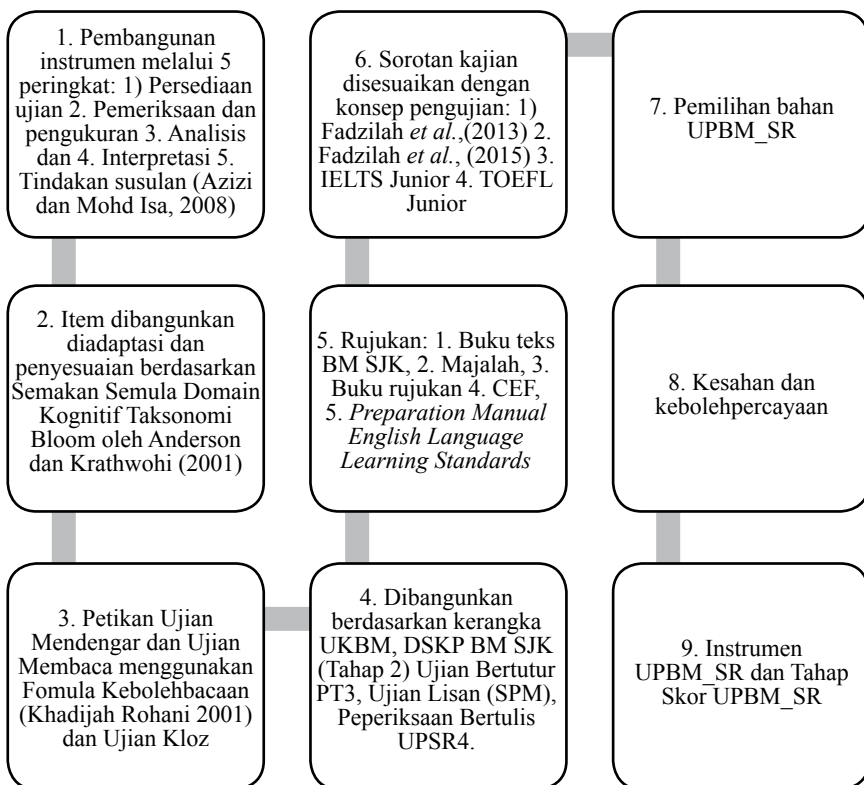 1. Pembangunan
instrumen melalui 5
peringkat: 1) Persediaan
ujian 2. Pemeriksaan dan
pengukuran 3. Analisis
dan 4. Interpretasi 5.
Tindakan susulan (Azizi
dan Mohd Isa, 2008)
2. Item dibangunkan
diadaptasi dan
penyesuaian berdasarkan
Semakan Semula Domain
Kognitif Taksonomi
Bloom oleh Anderson
dan Krathwohi (2001)
3. Petikan Ujian
Mendengar dan Ujian
Membaca menggunakan
Fomula Kebolehbacaan
(Khadijah Rohani 2001)
dan Ujian Kloz
4. Dibangunkan
berdasarkan kerangka
UKBM, DSKP BM SJK
(Tahap 2) Ujian Bertutur
PT3, Ujian Lisan (SPM),
Peperiksaan Bertulis
UPSR4.
5. Rujukan: 1. Buku teks
BM SJK, 2. Majalah, 3.
Buku rujukan 4. CEF,
5. Preparation Manual
English Language
Learning Standards
6. Sorotan kajian
disesuaikan dengan
konsep pengujian: 1)
Fadzilah et al.,(2013) 2.
Fadzilah et al., (2015) 3.
IELTS Junior 4. TOEFL
Junior
7. Pemilihan bahan
UPBM_SR
8. Kesahan dan
kebolehpercayaan
9. Instrumen
UPBM_SR dan Tahap
Skor UPBM_SR